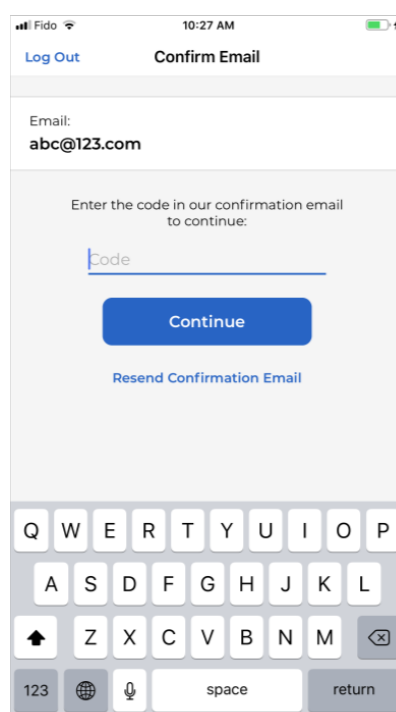 Fido 10:27 AM
Log Out Confirm Email
Email:
abc@123.com
Enter the code in our confirmation email
to continue:
Code
Continue
Resend Confirmation Email
Q W E R T Y U I O P
A S D F G H J K L
Z X C V B N M
123 space return